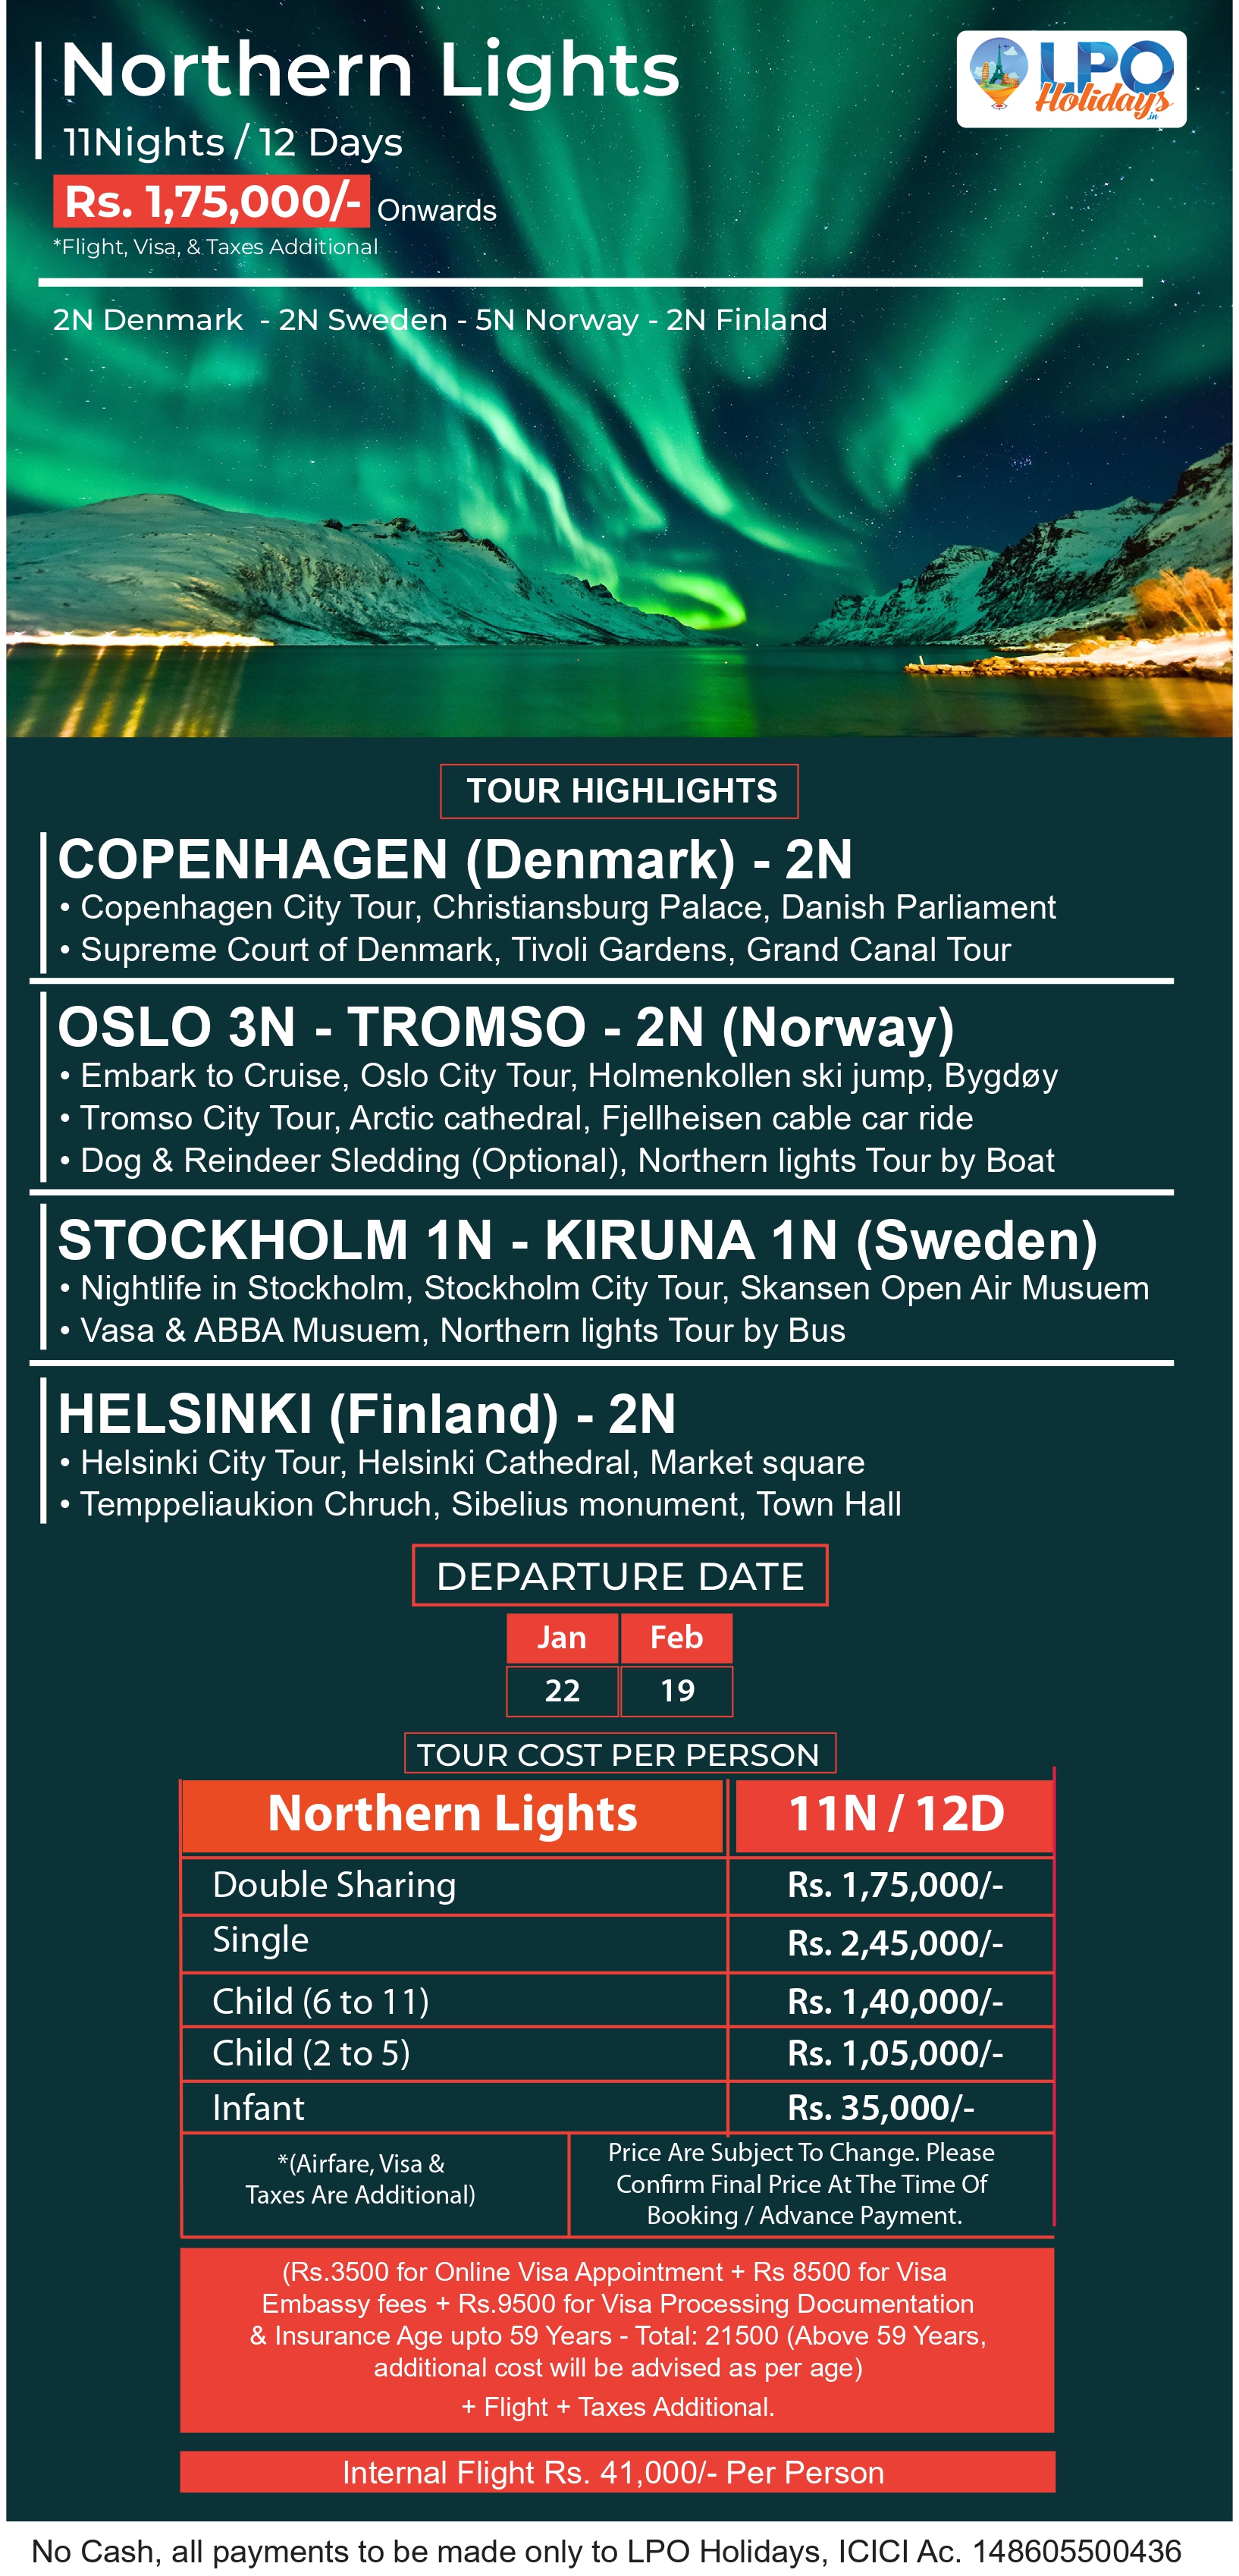 Northern Lights
LPO
Holidays
.in
11Nights / 12 Days
Rs. 1,75,000/- Onwards
*Flight, Visa, & Taxes Additional
2N Denmark - 2N Sweden - 5N Norway - 2N Finland
TOUR HIGHLIGHTS
COPENHAGEN (Denmark) - 2N
• Copenhagen City Tour, Christiansburg Palace, Danish Parliament
• Supreme Court of Denmark, Tivoli Gardens, Grand Canal Tour
OSLO 3N - TROMSO - 2N (Norway)
• Embark to Cruise, Oslo City Tour, Holmenkollen ski jump, Bygdøy
• Tromso City Tour, Arctic cathedral, Fjellheisen cable car ride
• Dog & Reindeer Sledding (Optional), Northern lights Tour by Boat
STOCKHOLM 1N - KIRUNA 1N (Sweden)
• Nightlife in Stockholm, Stockholm City Tour, Skansen Open Air Musuem
• Vasa & ABBA Musuem, Northern lights Tour by Bus
HELSINKI (Finland) - 2N
• Helsinki City Tour, Helsinki Cathedral, Market square
• Temppeliaukion Chruch, Sibelius monument, Town Hall
DEPARTURE DATE
Jan Feb
22 19
TOUR COST PER PERSON
Northern Lights 11N / 12D
Double Sharing Rs. 1,75,000/-
Single Rs. 2,45,000/-
Child (6 to 11) Rs. 1,40,000/-
Child (2 to 5) Rs. 1,05,000/-
Infant Rs. 35,000/-
*(Airfare, Visa &
Taxes Are Additional)
Price Are Subject To Change. Please
Confirm Final Price At The Time Of
Booking / Advance Payment.
(Rs.3500 for Online Visa Appointment + Rs 8500 for Visa
Embassy fees + Rs.9500 for Visa Processing Documentation
& Insurance Age upto 59 Years - Total: 21500 (Above 59 Years,
additional cost will be advised as per age)
+ Flight + Taxes Additional.
Internal Flight Rs. 41,000/- Per Person
No Cash, all payments to be made only to LPO Holidays, ICICI Ac. 148605500436